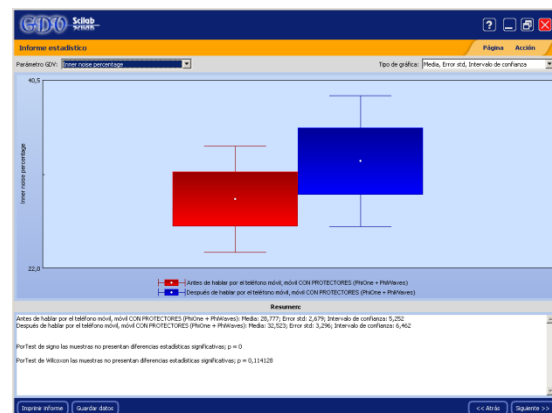 GDV Scilab
Informe estadístico
Página Acción
Parámetro GDV: Inner noise percentage
Tipo de gráfica: Media, Error std, Intervalo de confianza
40,5
Inner noise percentage
22,0
Antes de hablar por el teléfono móvil, móvil CON PROTECTORES (PhiOne + PhiWaves)
Después de hablar por el teléfono móvil, móvil CON PROTECTORES (PhiOne + PhiWaves)
Resumen:
Antes de hablar por el teléfono móvil, móvil CON PROTECTORES (PhiOne + PhiWaves): Media: 28,777; Error std: 2,679; Intervalo de confianza: 5,252
Después de hablar por el teléfono móvil, móvil CON PROTECTORES (PhiOne + PhiWaves): Media: 32,523; Error std: 3,296; Intervalo de confianza: 6,462
PorTest de signo las muestras no presentan diferencias estadísticas significativas; p = 0
PorTest de Wilcoxon las muestras no presentan diferencias estadísticas significativas; p = 0,114128
Imprimir informe Guardar datos << Atrás Siguiente >>